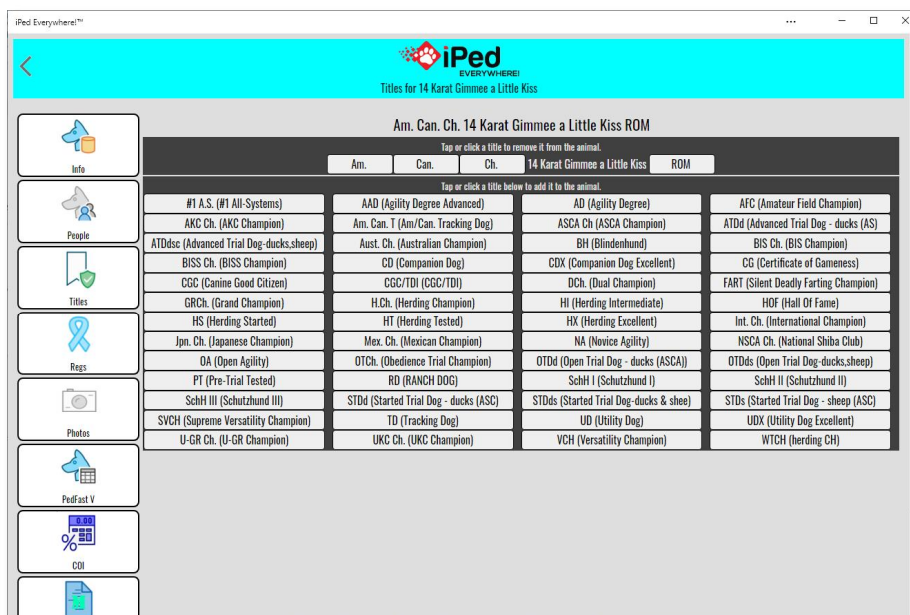 iPed Everywhere!™
iPed
EVERYWHERE!
Titles for 14 Karat Gimmee a Little Kiss
Info
People
Titles
Regs
Photos
PedFast V
0.00
%
COI
Am. Can. Ch. 14 Karat Gimmee a Little Kiss ROM
Tap or click a title to remove it from the animal.
Am. Can. Ch. 14 Karat Gimmee a Little Kiss ROM
Tap or click a title below to add it to the animal.
#1 A.S. (#1 All-Systems) AAD (Agility Degree Advanced) AD (Agility Degree) AFC (Amateur Field Champion)
AKC Ch. (AKC Champion) Am. Can. T (Am/Can. Tracking Dog) ASCA Ch (ASCA Champion) ATDd (Advanced Trial Dog - ducks (AS)
ATDdsc (Advanced Trial Dog-ducks,sheep) Aust. Ch. (Australian Champion) BH (Blindenhund) BIS Ch. (BIS Champion)
BISS Ch. (BISS Champion) CD (Companion Dog) CDX (Companion Dog Excellent) CG (Certificate of Gameness)
CGC (Canine Good Citizen) CGC/TDI (CGC/TDI) DCh. (Dual Champion) FART (Silent Deadly Farting Champion)
GRCh. (Grand Champion) H.Ch. (Herding Champion) HI (Herding Intermediate) HOF (Hall Of Fame)
HS (Herding Started) HT (Herding Tested) HX (Herding Excellent) Int. Ch. (International Champion)
Jpn. Ch. (Japanese Champion) Mex. Ch. (Mexican Champion) NA (Novice Agility) NSCA Ch. (National Shiba Club)
OA (Open Agility) OTCh. (Obedience Trial Champion) OTDd (Open Trial Dog - ducks (ASCA)) OTDds (Open Trial Dog-ducks,sheep)
PT (Pre-Trial Tested) RD (RANCH DOG) SchH I (Schutzhund I) SchH II (Schutzhund II)
SchH III (Schutzhund III) STDd (Started Trial Dog - ducks (ASC) STDds (Started Trial Dog-ducks & shee) STDs (Started Trial Dog - sheep (ASC)
SVCH (Supreme Versatility Champion) TD (Tracking Dog) UD (Utility Dog) UDX (Utility Dog Excellent)
U-GR Ch. (U-GR Champion) UKC Ch. (UKC Champion) VCH (Versatility Champion) WTCH (herding CH)